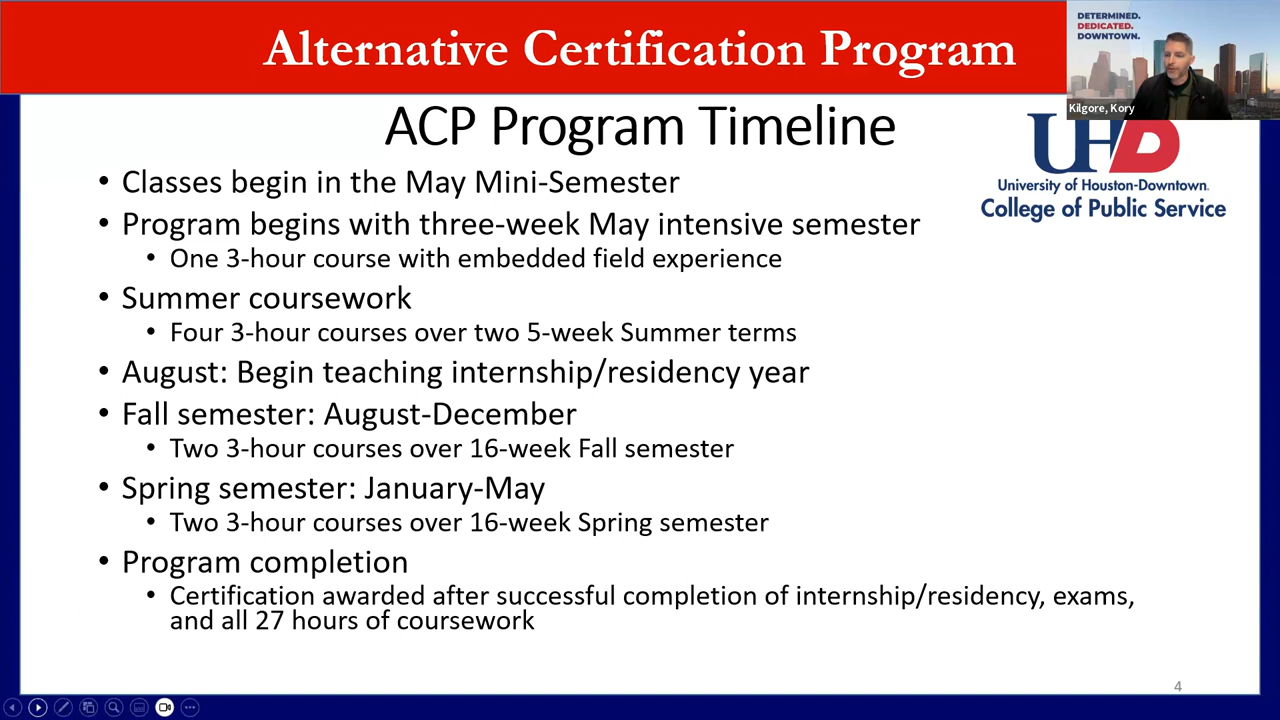 Alternative Certification Program
DETERMINED.
DEDICATED.
DOWNTOWN.
Kilgore, Kory
ACP Program Timeline
UHD
University of Houston-Downtown.
College of Public Service
• Classes begin in the May Mini-Semester
• Program begins with three-week May intensive semester
• One 3-hour course with embedded field experience
• Summer coursework
• Four 3-hour courses over two 5-week Summer terms
• August: Begin teaching internship/residency year
• Fall semester: August-December
• Two 3-hour courses over 16-week Fall semester
• Spring semester: January-May
• Two 3-hour courses over 16-week Spring semester
• Program completion
• Certification awarded after successful completion of internship/residency, exams,
and all 27 hours of coursework
4